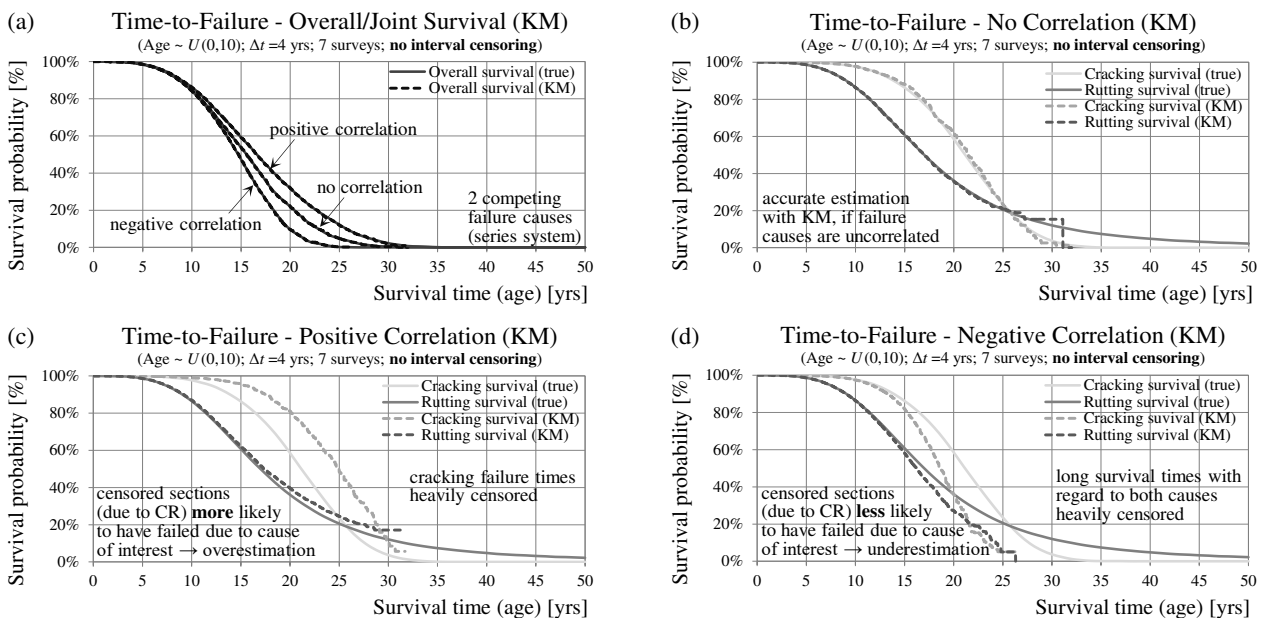 (a)
Time-to-Failure - Overall/Joint Survival (KM)
(Age ~ U(0,10); Δt =4 yrs; 7 surveys; no interval censoring)
Survival probability [%]
100%
80%
60%
40%
20%
0%
Overall survival (true)
Overall survival (KM)
positive correlation
no correlation
negative correlation
2 competing
failure causes
(series system)
0 5 10 15 20 25 30 35 40 45 50
Survival time (age) [yrs]
(b)
Time-to-Failure - No Correlation (KM)
(Age ~ U(0,10); Δt =4 yrs; 7 surveys; no interval censoring)
Survival probability [%]
100%
80%
60%
40%
20%
0%
Cracking survival (true)
Rutting survival (true)
Cracking survival (KM)
Rutting survival (KM)
accurate estimation
with KM, if failure
causes are uncorrelated
0 5 10 15 20 25 30 35 40 45 50
Survival time (age) [yrs]
(c)
Time-to-Failure - Positive Correlation (KM)
(Age ~ U(0,10); Δt =4 yrs; 7 surveys; no interval censoring)
Survival probability [%]
100%
80%
60%
40%
20%
0%
Cracking survival (true)
Rutting survival (true)
Cracking survival (KM)
Rutting survival (KM)
cracking failure times
heavily censored
censored sections
(due to CR) more likely
to have failed due to cause
of interest → overestimation
0 5 10 15 20 25 30 35 40 45 50
Survival time (age) [yrs]
(d)
Time-to-Failure - Negative Correlation (KM)
(Age ~ U(0,10); Δt =4 yrs; 7 surveys; no interval censoring)
Survival probability [%]
100%
80%
60%
40%
20%
0%
Cracking survival (true)
Rutting survival (true)
Cracking survival (KM)
Rutting survival (KM)
long survival times with
regard to both causes
heavily censored
censored sections
(due to CR) less likely
to have failed due to cause
of interest → underestimation
0 5 10 15 20 25 30 35 40 45 50
Survival time (age) [yrs]